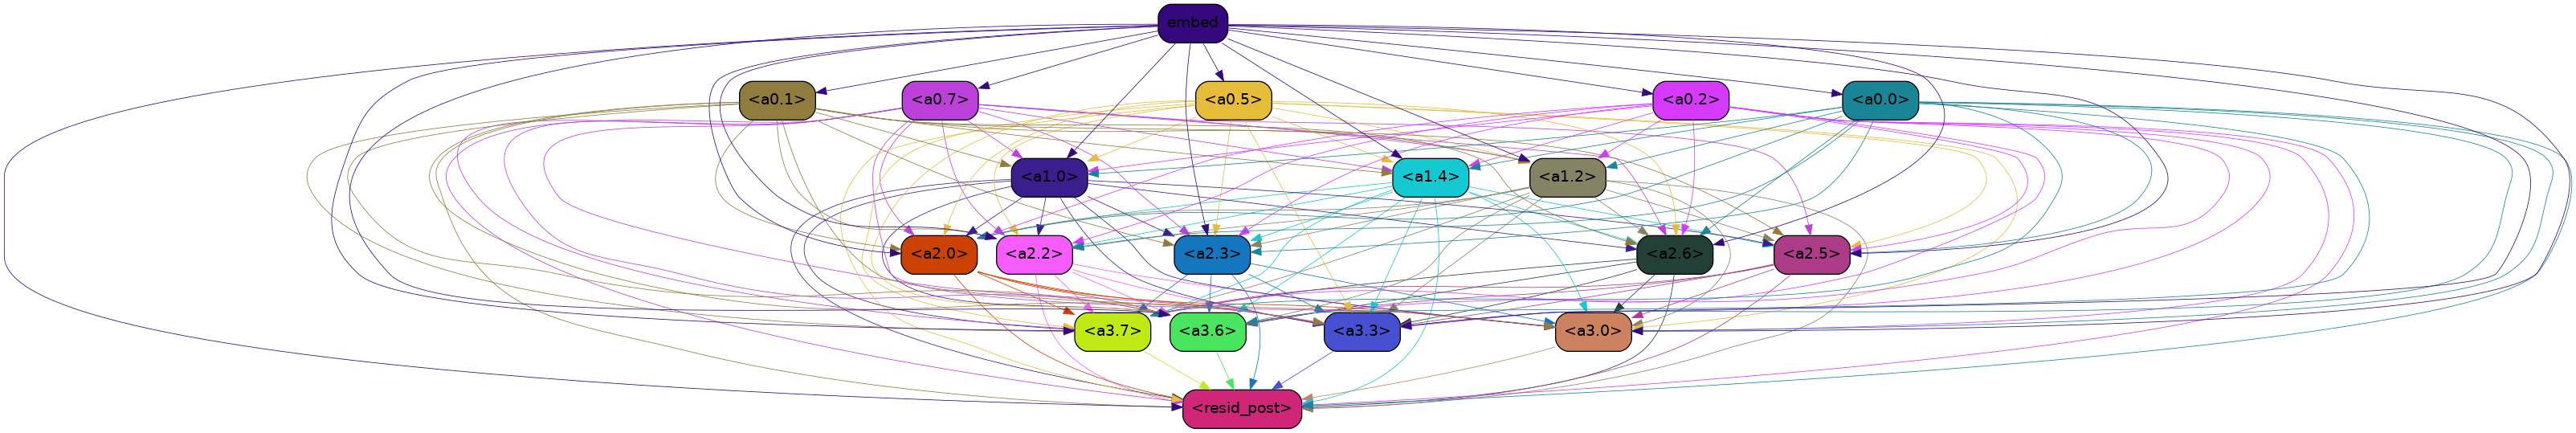 embed
<a0.1> <a0.7> <a0.5> <a0.2> <a0.0>
<a1.0> <a1.4> <a1.2>
<a2.0> <a2.2> <a2.3> <a2.6> <a2.5>
<a3.7> <a3.6> <a3.3> <a3.0>
<resid_post>